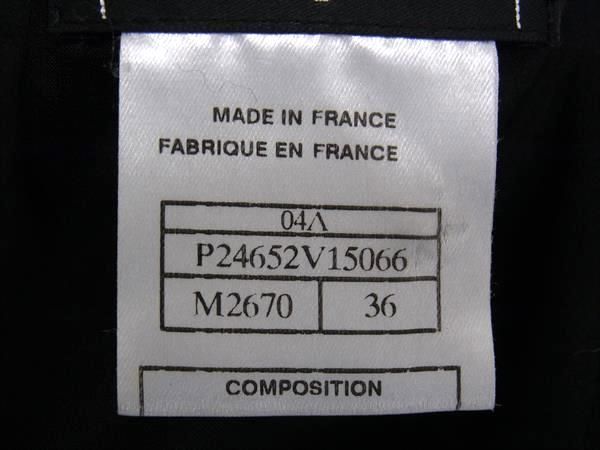 MADE IN FRANCE
FABRIQUE EN FRANCE
04A
P24652V15066
M2670 36
COMPOSITION